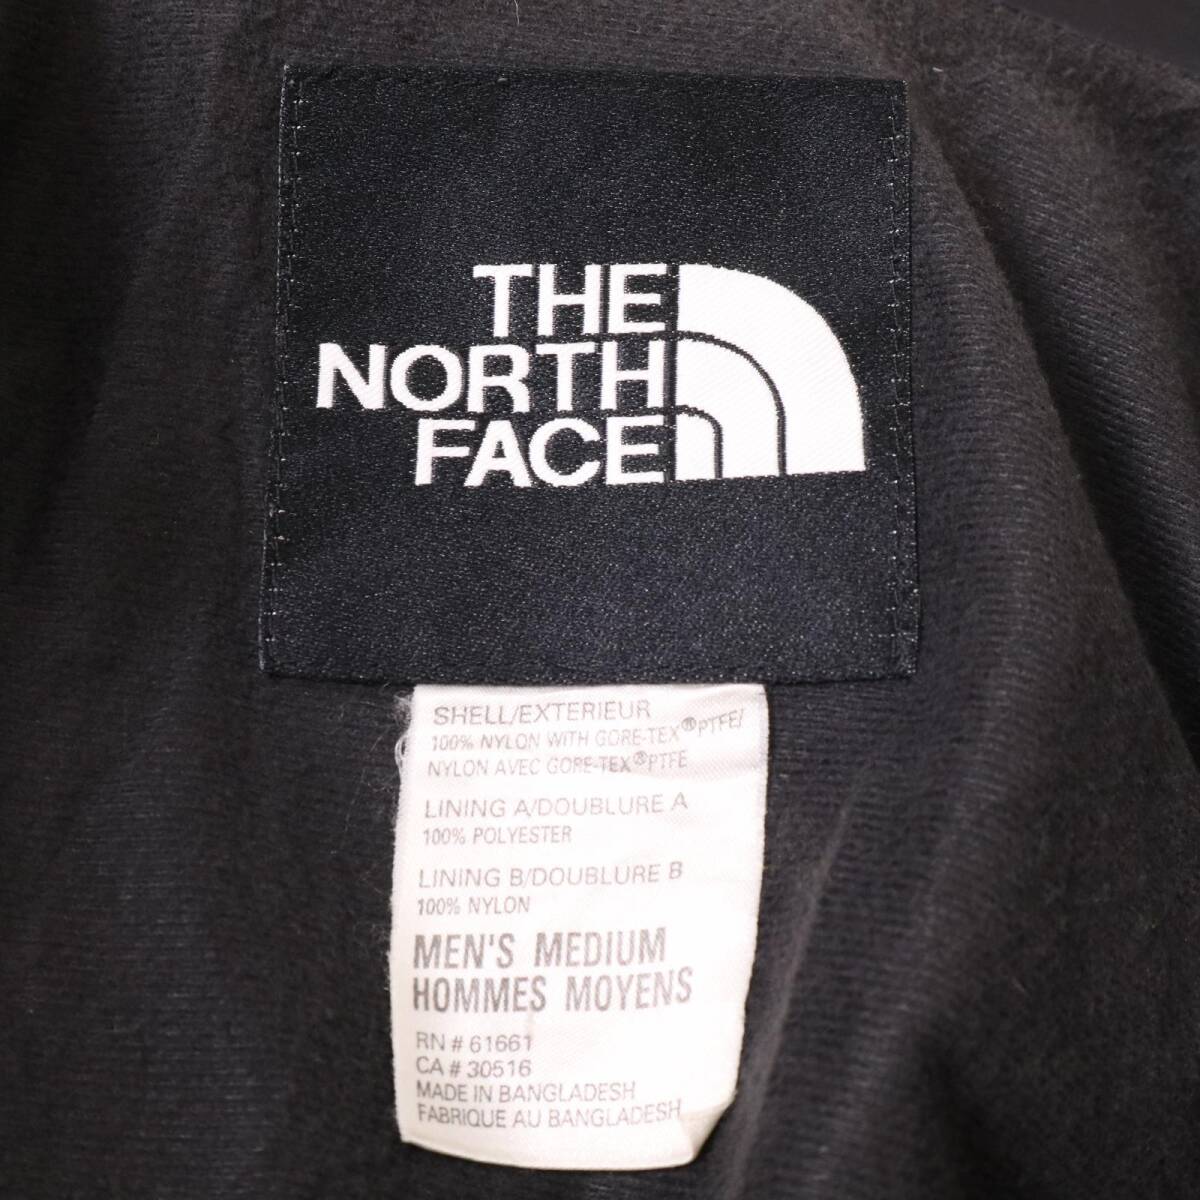 THE
NORTH
FACE
SHELL/EXTERIEUR
100% NYLON WITH GORE-TEX®PTFE/
NYLON AVEC GORE-TEX®PTFE
LINING A/DOUBLURE A
100% POLYESTER
LINING B/DOUBLURE B
100% NYLON
MEN'S MEDIUM
HOMMES MOYENS
RN # 61661
CA # 30516
MADE IN BANGLADESH
FABRIQUE AU BANGLADESH